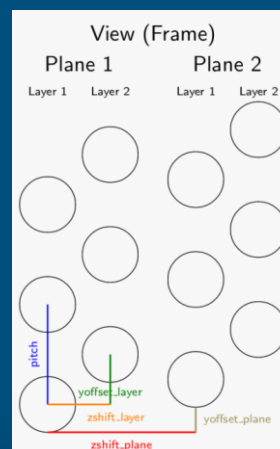 View (Frame)
Plane 1 Plane 2
Layer 1 Layer 2 Layer 1 Layer 2
pitch
yoffset_layer
zshift_layer
yoffset_plane
zshift_plane